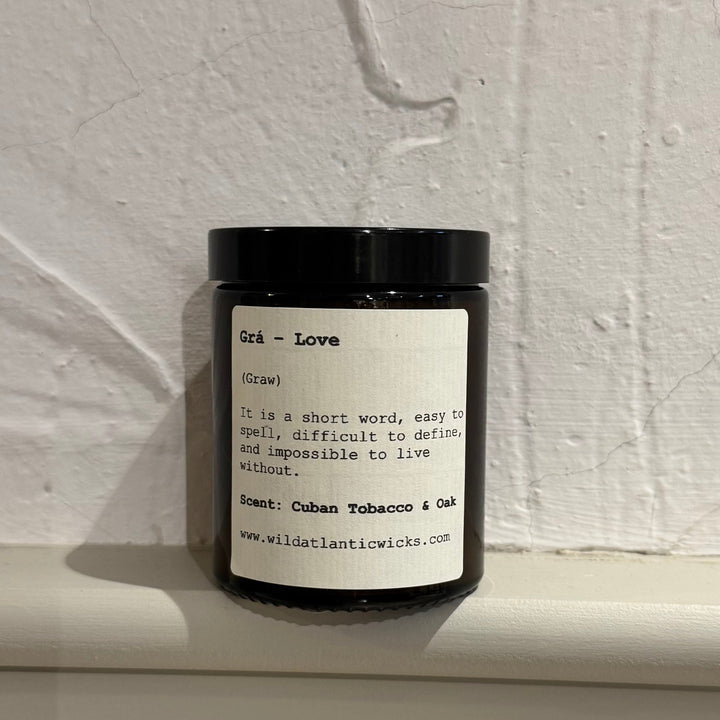 Grá - Love
(Graw)
It is a short word, easy to
spell, difficult to define,
and impossible to live
without.
Scent: Cuban Tobacco & Oak
www.wildatlanticwicks.com